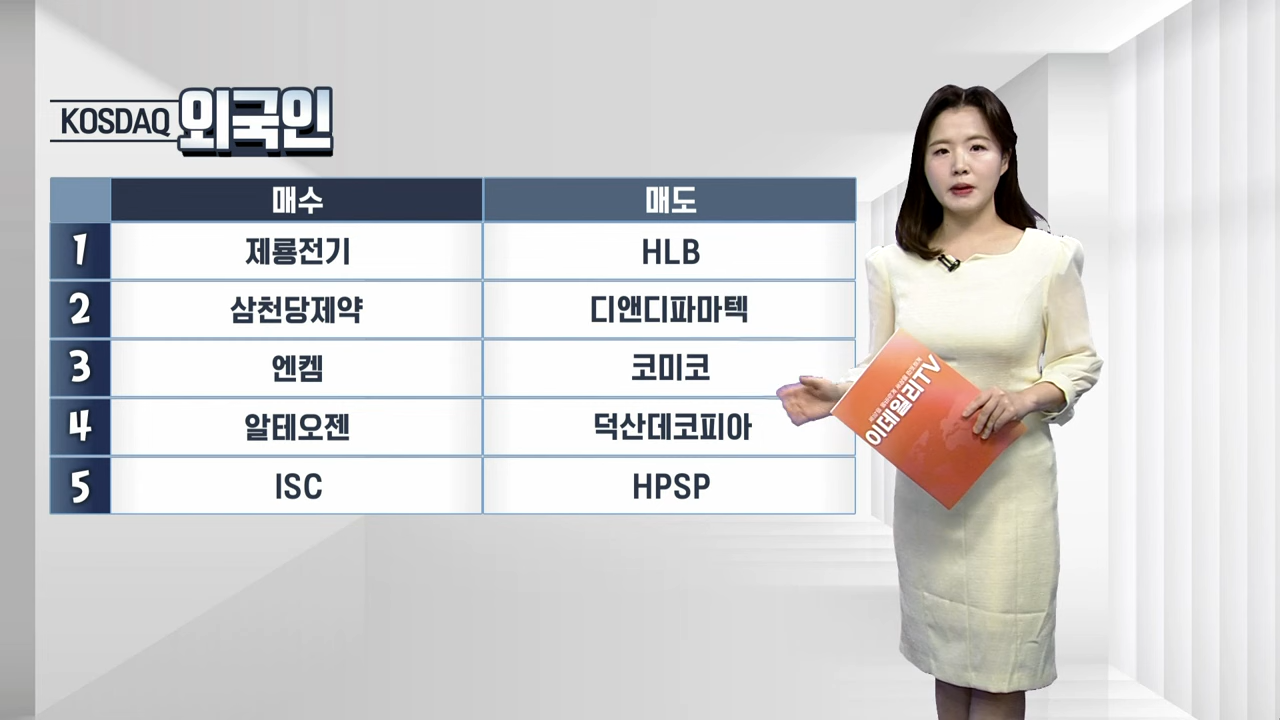 KOSDAQ 외국인
매수 매도
1 제룡전기 HLB
2 삼천당제약 디앤디파마텍
3 엔켐 코미코
4 알테오젠 덕산데코피아
5 ISC HPSP
이데일리TV